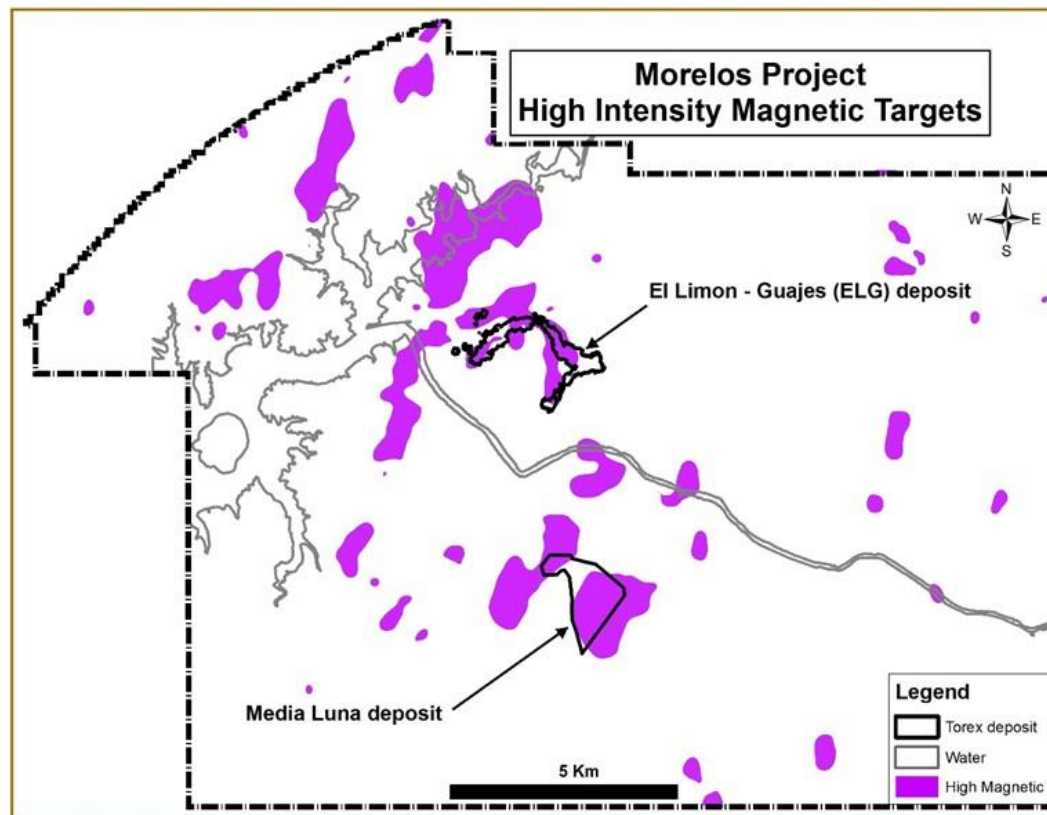 Morelos Project
High Intensity Magnetic Targets
N
W E
S
El Limon - Guajes (ELG) deposit
Media Luna deposit
5 Km
Legend
Torex deposit
Water
High Magnetic